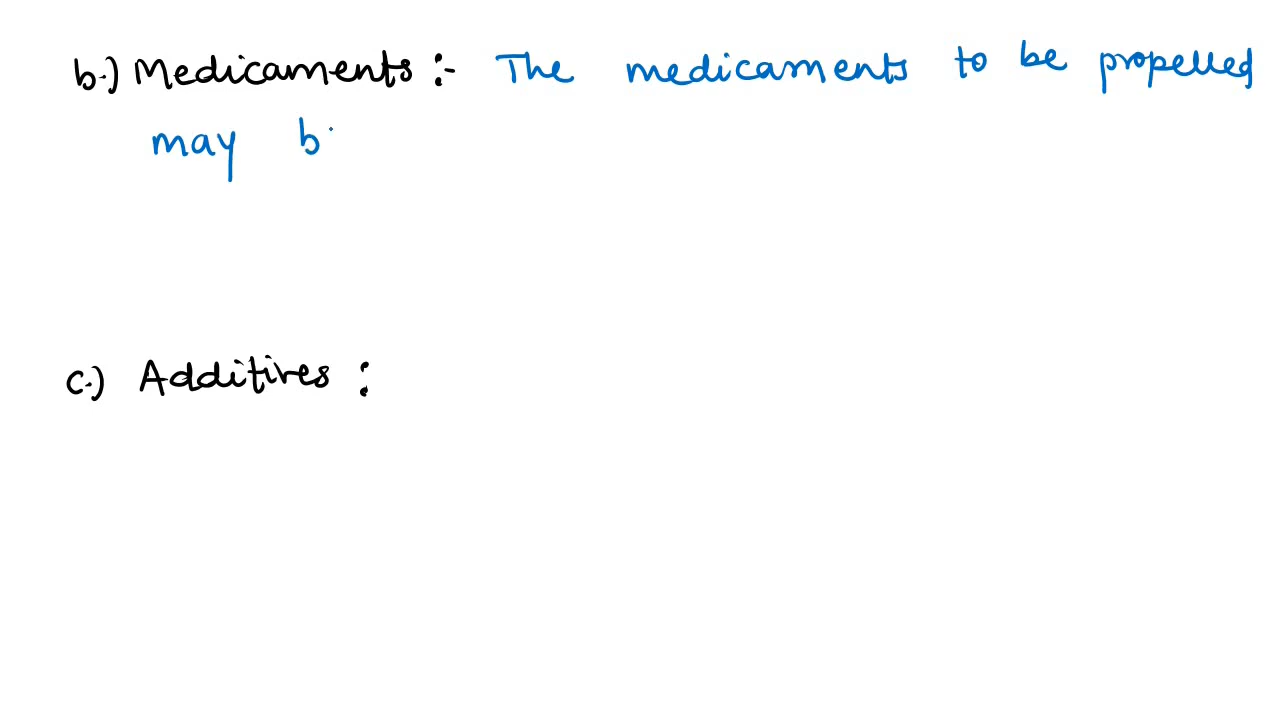 b.) Medicaments :- The medicaments to be propelled
may b
c.) Additives :